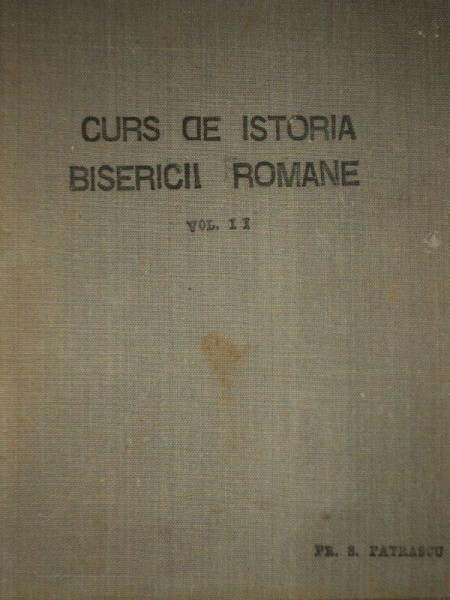 CURS DE ISTORIA
BISERICII ROMANE
VOL. II
PR. S. PATRASCU